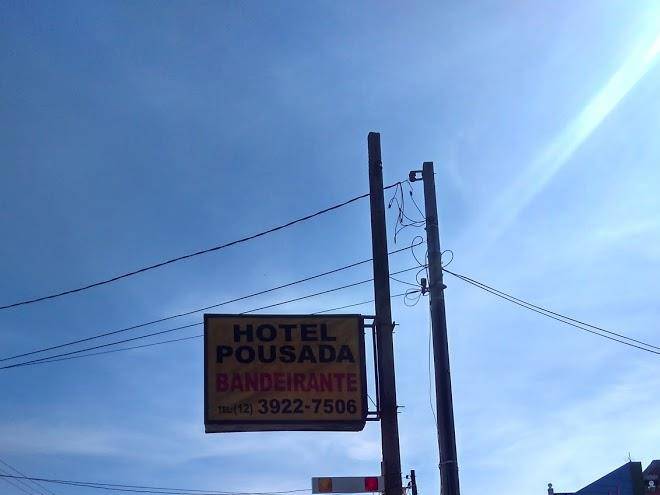 HOTEL
POUSADA
BANDEIRANTE
TEL:(12) 3922-7506